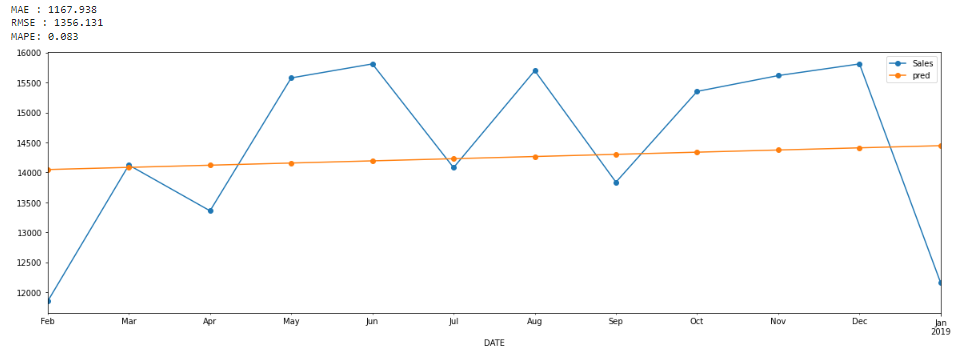 MAE : 1167.938
RMSE : 1356.131
MAPE: 0.083
16000
15500
15000
14500
14000
13500
13000
12500
12000
Sales
pred
Feb Mar Apr May Jun Jul Aug Sep Oct Nov Dec Jan
2019
DATE